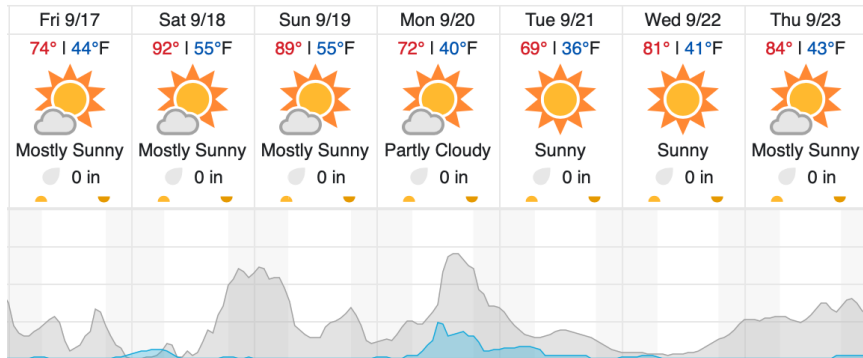 Fri 9/17 Sat 9/18 Sun 9/19 Mon 9/20 Tue 9/21 Wed 9/22 Thu 9/23
74° | 44°F 92° | 55°F 89° | 55°F 72° | 40°F 69° | 36°F 81° | 41°F 84° | 43°F
Mostly Sunny Mostly Sunny Mostly Sunny Partly Cloudy Sunny Sunny Mostly Sunny
0 in 0 in 0 in 0 in 0 in 0 in 0 in